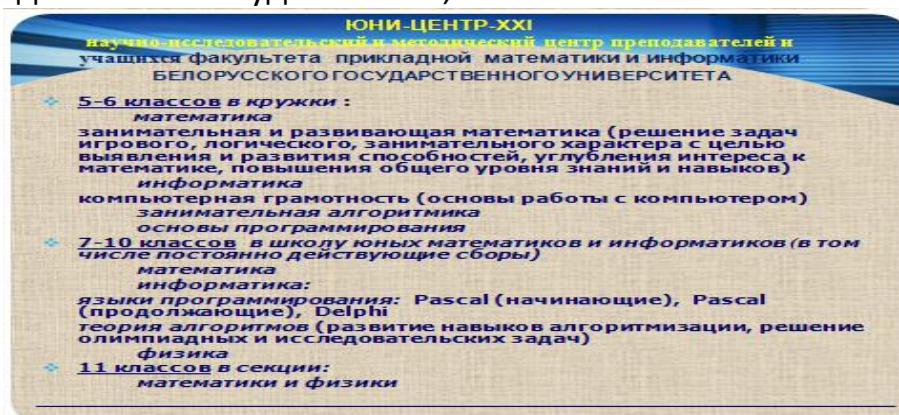 ЮНИ-ЦЕНТР-XXI
научно-исследовательский и методический центр преподавателей и
учащихся факультета прикладной математики и информатики
БЕЛОРУССКОГО ГОСУДАРСТВЕННОГО УНИВЕРСИТЕТА
5-6 классов в кружки :
математика
занимательная и развивающая математика (решение задач
игрового, логического, занимательного характера с целью
выявления и развития способностей, углубления интереса к
математике, повышения общего уровня знаний и навыков)
информатика
компьютерная грамотность (основы работы с компьютером)
занимательная алгоритмика
основы программирования
7-10 классов в школу юных математиков и информатиков (в том
числе постоянно действующие сборы)
математика
информатика:
языки программирования: Pascal (начинающие), Pascal
(продолжающие), Delphi
теория алгоритмов (развитие навыков алгоритмизации, решение
олимпиадных и исследовательских задач)
физика
11 классов в секции:
математики и физики